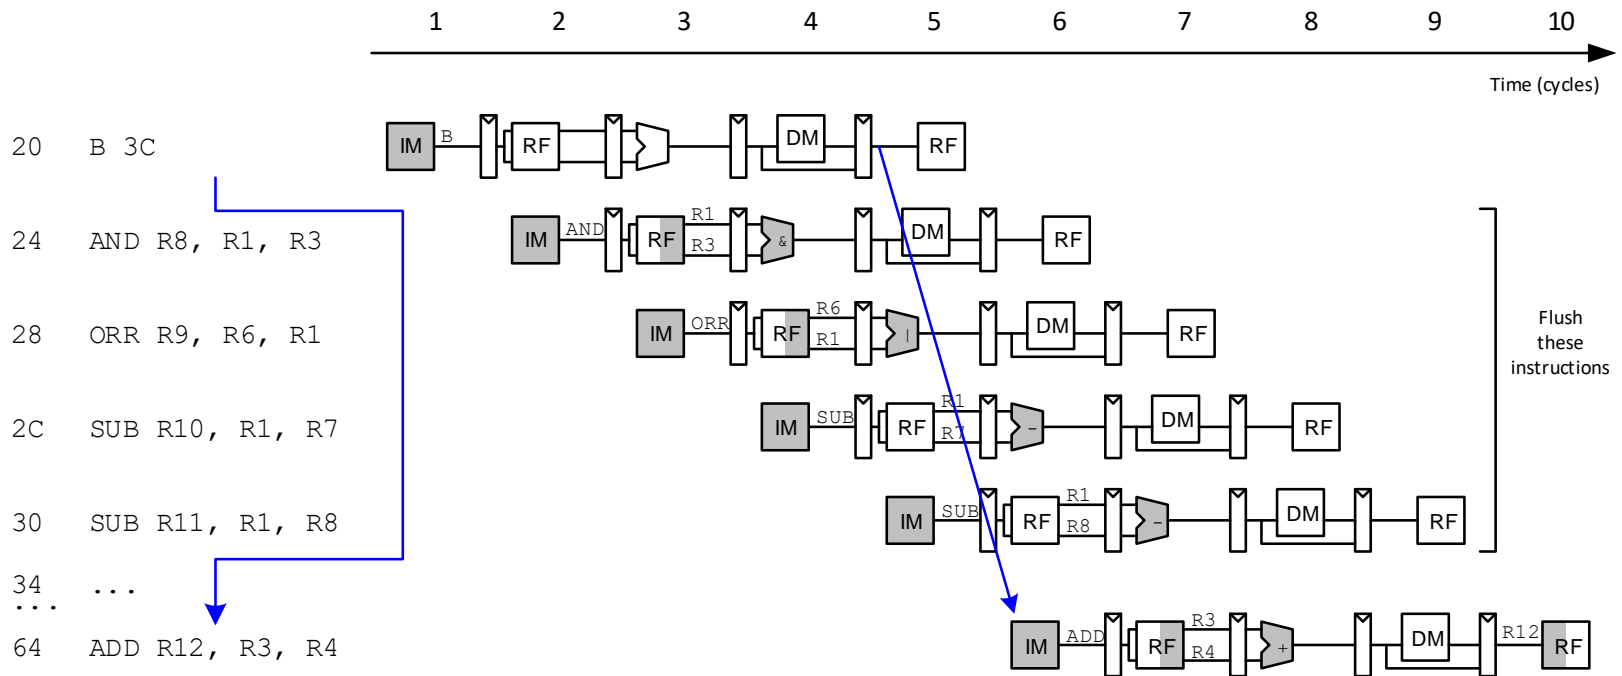 1 2 3 4 5 6 7 8 9 10
Time (cycles)
20 B 3C IM B RF DM RF
24 AND R8, R1, R3 IM AND RF R1 R3 & DM RF
28 ORR R9, R6, R1 IM ORR RF R6 R1 | DM RF
2C SUB R10, R1, R7 IM SUB RF R1 R7 - DM RF
30 SUB R11, R1, R8 IM SUB RF R1 R8 - DM RF
34 ...
...
64 ADD R12, R3, R4 IM ADD RF R3 R4 + DM R12 RF
Flush
these
instructions